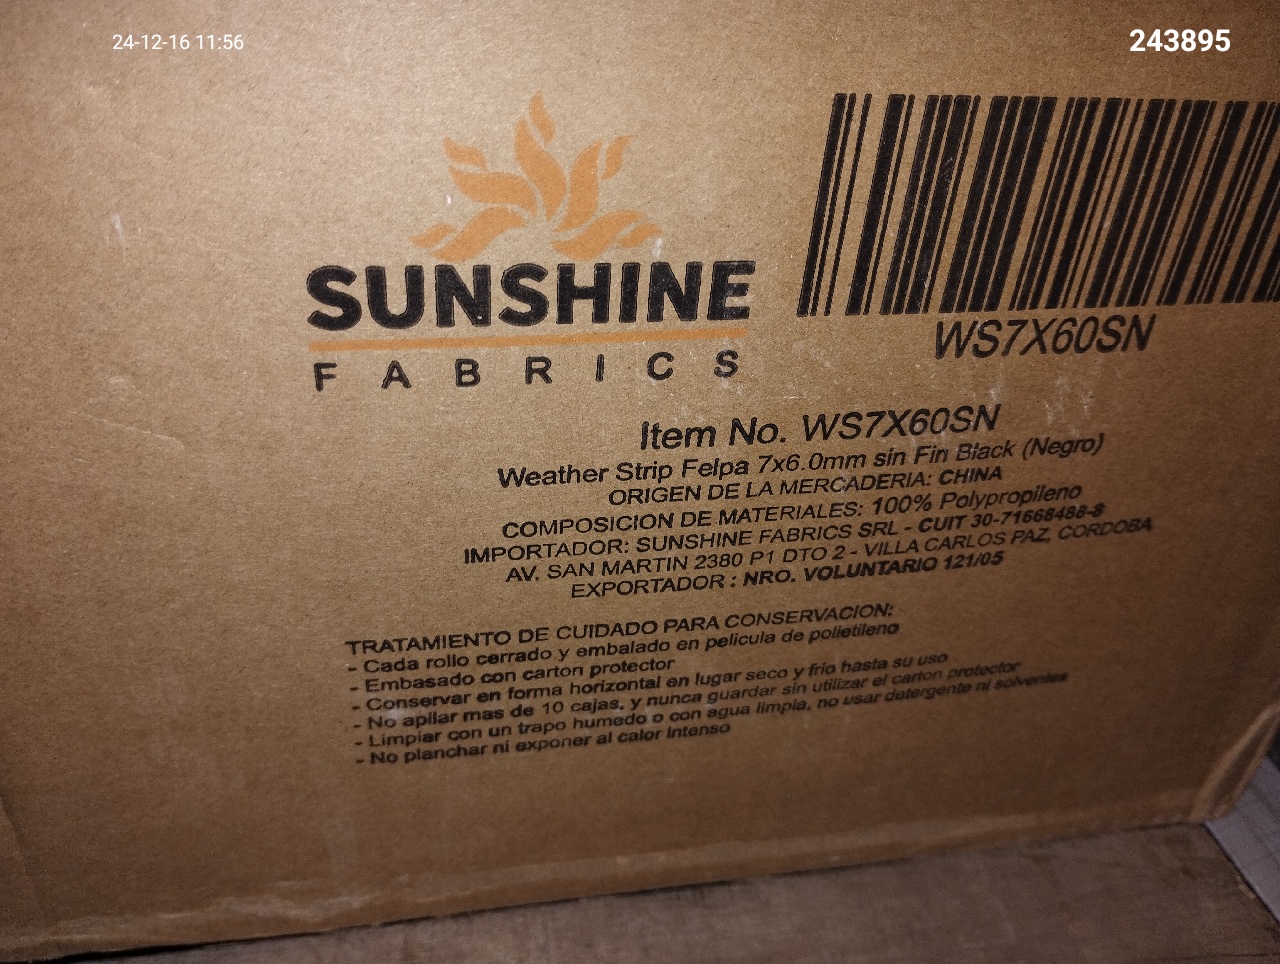 24-12-16 11:56
243895
SUNSHINE
FABRICS
WS7X60SN
Item No. WS7X60SN
Weather Strip Felpa 7x6.0mm sin Fin Black (Negro)
ORIGEN DE LA MERCADERIA: CHINA
COMPOSICION DE MATERIALES: 100% Polypropileno
IMPORTADOR: SUNSHINE FABRICS SRL - CUIT 30-71668488-8
AV. SAN MARTIN 2380 P1 DTO 2 - VILLA CARLOS PAZ, CORDOBA
EXPORTADOR : NRO. VOLUNTARIO 121/05
TRATAMIENTO DE CUIDADO PARA CONSERVACION:
- Cada rollo cerrado y embalado en pelicula de polietileno
- Embasado con carton protector
- Conservar en forma horizontal en lugar seco y frio hasta su uso
- No apilar mas de 10 cajas, y nunca guardar sin utilizar el carton protector
- Limpiar con un trapo humedo o con agua limpia, no usar detergente ni solventes
- No planchar ni exponer al calor intenso